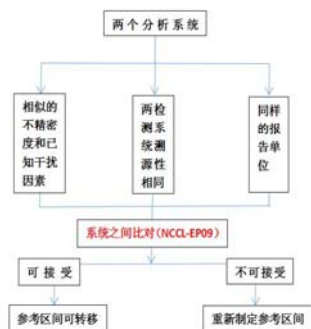 两个分析系统
相似的
不精密
度和已
知干扰
因素
两检
测系
统溯
源性
相同
同样
的报
告单
位
系统之间比对(NCCL-EP09)
可接受
不可接受
参考区间可转移
重新制定参考区间